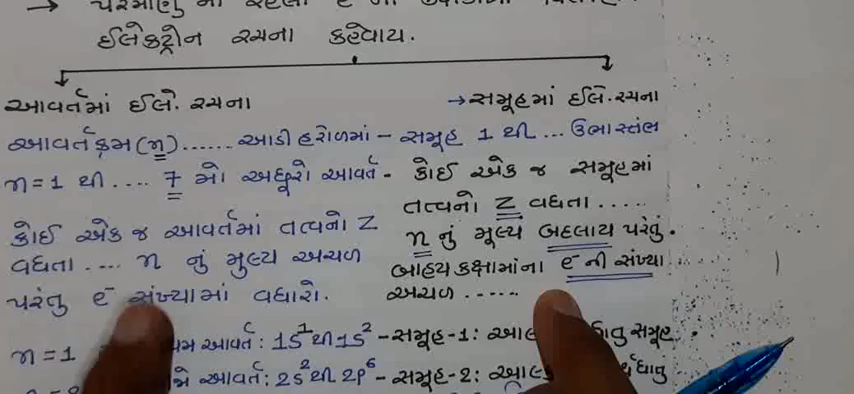 → પરમાણુ
ઈલેક્ટ્રોન રચના કહેવાય.
આવર્તમાં ઈલે. રચના
→ સમૂહમાં ઈલે. રચના
આવર્તક્રમ (n)...... આડી હરોળમાં - સમૂહ 1 થી ... ઉભા સ્તંભ
n = 1 થી .... 7 મો અધૂરો આવર્ત - કોઈ એક જ સમૂહમાં
તત્વનો Z વધતા .....
કોઈ એક જ આવર્તમાં તત્વનો Z
n નું મુલ્ય બદલાય પરંતુ.
વધતા .... n નું મુલ્ય અચળ
બાહ્ય કક્ષામાંના e⁻ ની સંખ્યા
પરંતુ e⁻ સંખ્યામાં વધારો.
અચળ ......
n = 1 આવર્ત: 1s¹ થી 1s² - સમૂહ-1: સમૂહ.
આવર્ત: 2s² થી 2p⁶ - સમૂહ-2: